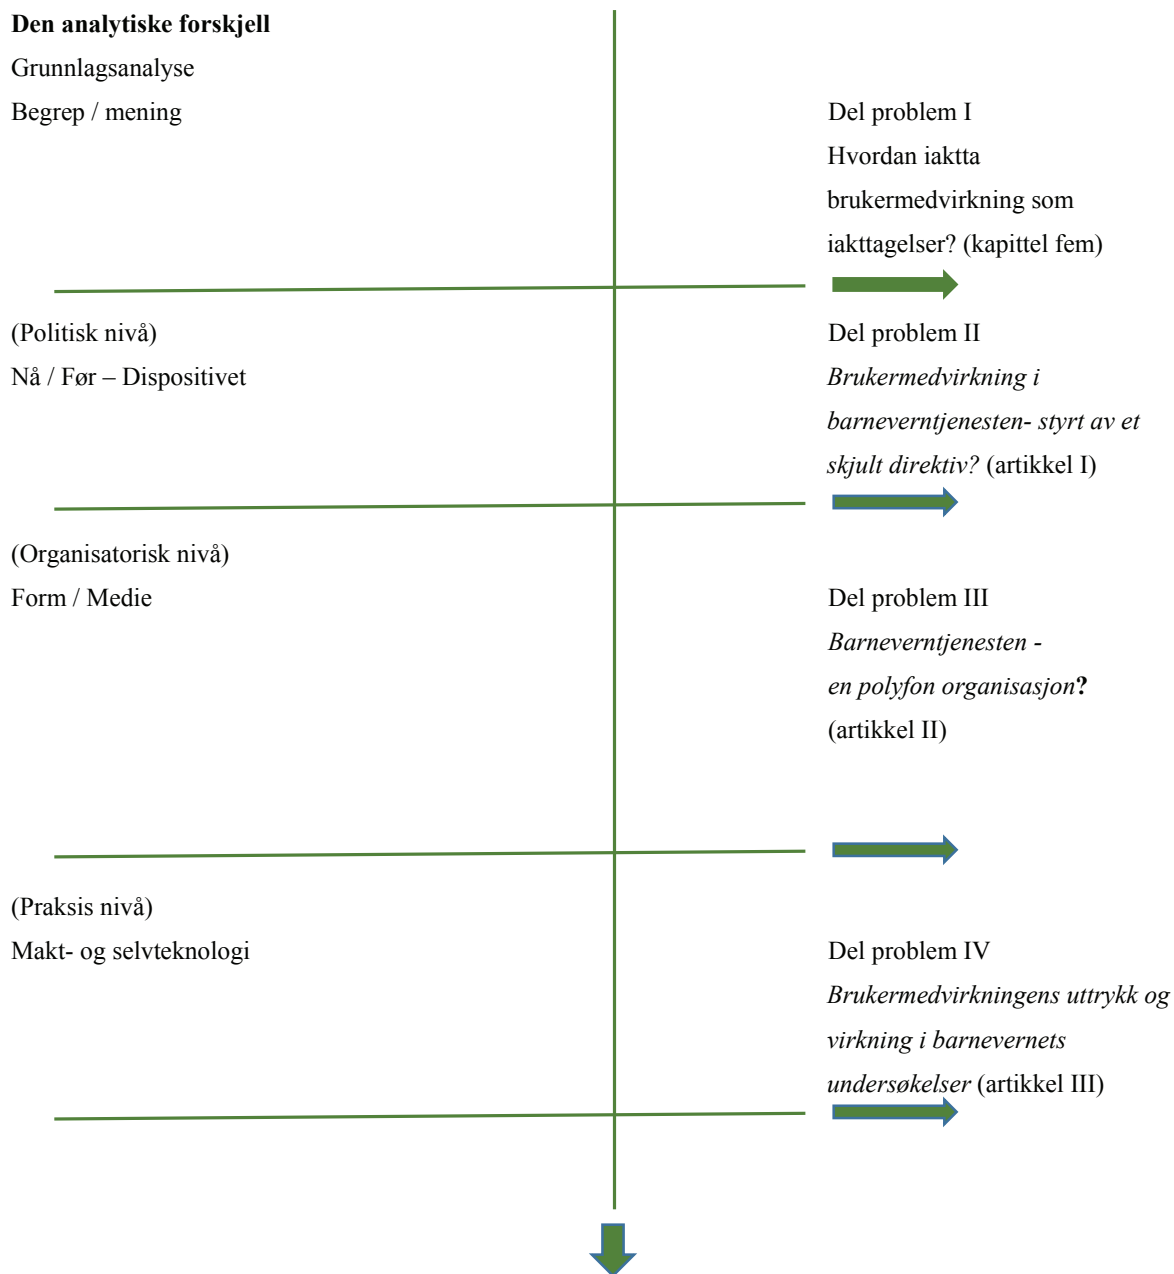 Den analytiske forskjell
Grunnlagsanalyse
Begrep / mening
Del problem I
Hvordan iaktta
brukermedvirkning som
iakttagelser? (kapittel fem)
(Politisk nivå)
Nå / Før – Dispositivet
Del problem II
Brukermedvirkning i
barneverntjenesten- styrt av et
skjult direktiv? (artikkel I)
(Organisatorisk nivå)
Form / Medie
Del problem III
Barneverntjenesten -
en polyfon organisasjon?
(artikkel II)
(Praksis nivå)
Makt- og selvteknologi
Del problem IV
Brukermedvirkningens uttrykk og
virkning i barnevernets
undersøkelser (artikkel III)